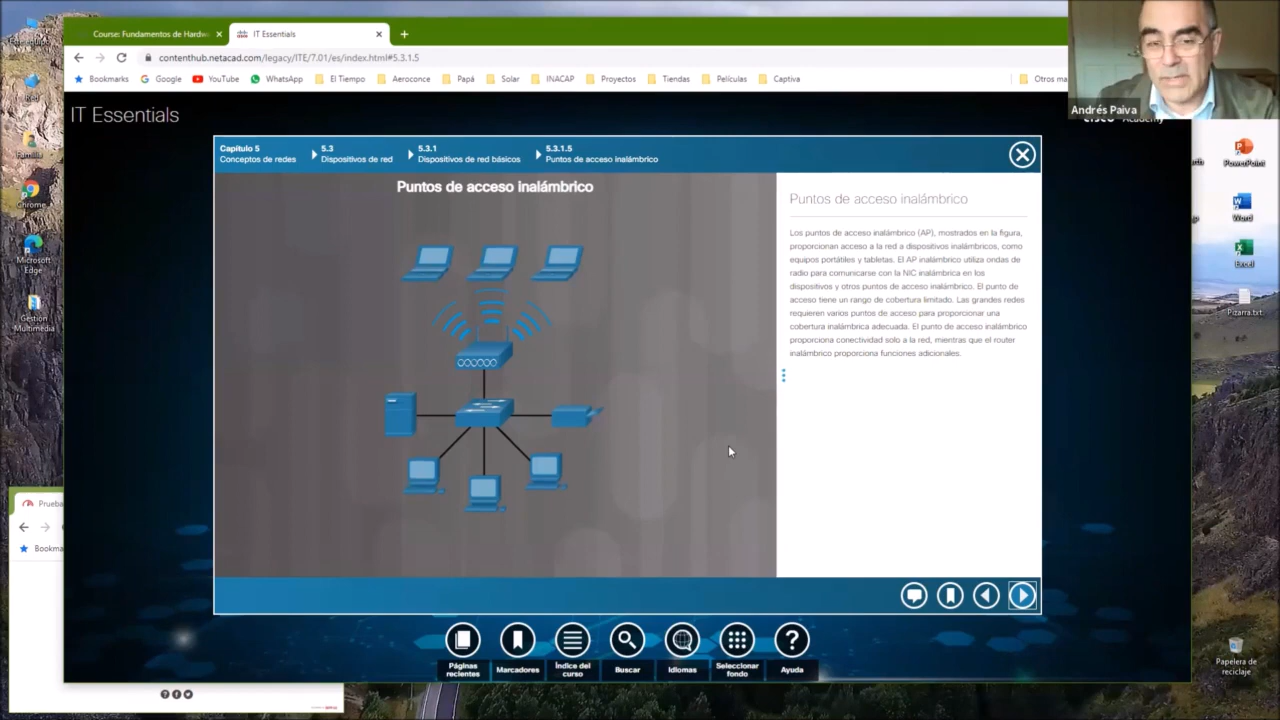 Course: Fundamentos de Hardw
IT Essentials
contenthub.netacad.com/legacy/ITE/7.01/es/index.html#5.3.1.5
Bookmarks
Google
YouTube
WhatsApp
El Tiempo
Aeroconce
Papá
Solar
INACAP
Proyectos
Tiendas
Películas
Captiva
Otros ma
Andrés Paiva
IT Essentials
Academy
Capítulo 5
Conceptos de redes
5.3
Dispositivos de red
5.3.1
Dispositivos de red básicos
5.3.1.5
Puntos de acceso inalámbrico
Puntos de acceso inalámbrico
Puntos de acceso inalámbrico
Los puntos de acceso inalámbrico (AP), mostrados en la figura,
proporcionan acceso a la red a dispositivos inalámbricos, como
equipos portátiles y tabletas. El AP inalámbrico utiliza ondas de
radio para comunicarse con la NIC inalámbrica en los
dispositivos y otros puntos de acceso inalámbrico. El punto de
acceso tiene un rango de cobertura limitado. Las grandes redes
requieren varios puntos de acceso para proporcionar una
cobertura inalámbrica adecuada. El punto de acceso inalámbrico
proporciona conectividad solo a la red, mientras que el router
inalámbrico proporciona funciones adicionales.
Páginas
recientes
Marcadores
Índice del
curso
Buscar
Idiomas
Seleccionar
fondo
Ayuda
Red
Familia
Chrome
Microsoft
Edge
Gestión
Multimedia
PowerPoint
Word
Excel
Pizarra.txt
Papelera de
reciclaje
Prueba
Bookma